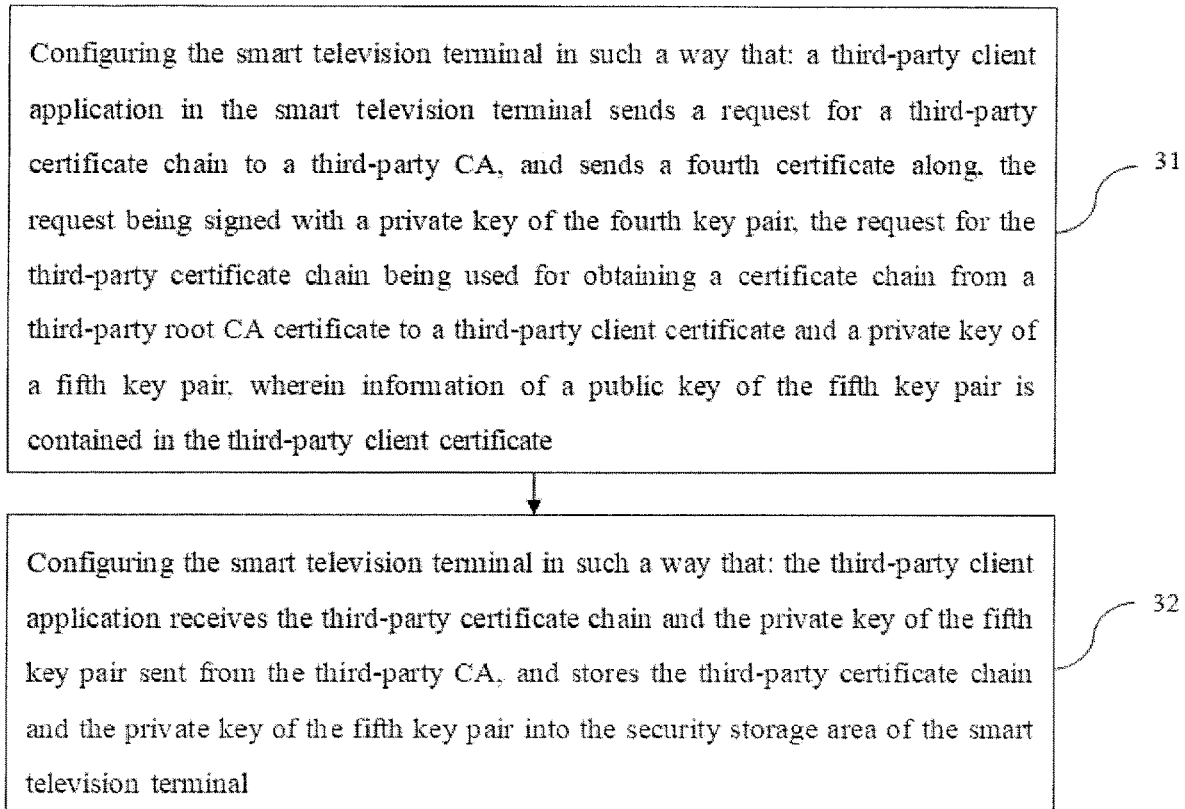 Configuring the smart television terminal in such a way that: a third-party client
application in the smart television terminal sends a request for a third-party
certificate chain to a third-party CA, and sends a fourth certificate along, the
request being signed with a private key of the fourth key pair, the request for the
third-party certificate chain being used for obtaining a certificate chain from a
third-party root CA certificate to a third-party client certificate and a private key of
a fifth key pair, wherein information of a public key of the fifth key pair is
contained in the third-party client certificate
31
Configuring the smart television terminal in such a way that: the third-party client
application receives the third-party certificate chain and the private key of the fifth
key pair sent from the third-party CA, and stores the third-party certificate chain
and the private key of the fifth key pair into the security storage area of the smart
television terminal
32